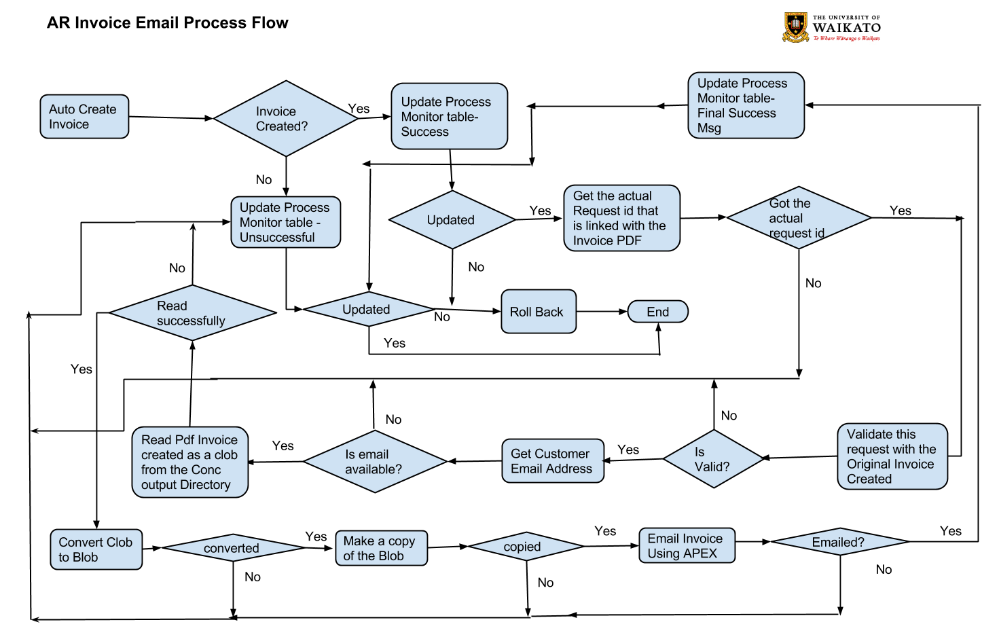 AR Invoice Email Process Flow
THE UNIVERSITY OF
WAIKATO
Te Whare Wānanga o Waikato
Auto Create
Invoice
Invoice
Created?
Yes
Update Process
Monitor table-
Success
Update Process
Monitor table-
Final Success
Msg
No
Update Process
Monitor table -
Unsuccessful
Updated
Yes
Get the actual
Request id that
is linked with the
Invoice PDF
Got the
actual
request id
Yes
No
No
No
Read
successfully
Updated
No
Roll Back
End
Yes
Yes
No
No
Read Pdf Invoice
created as a clob
from the Conc
output Directory
Yes
Is email
available?
Get Customer
Email Address
Yes
Is
Valid?
Validate this
request with the
Original Invoice
Created
Convert Clob
to Blob
converted
Yes
Make a copy
of the Blob
copied
Yes
Email Invoice
Using APEX
Emailed?
Yes
No
No
No